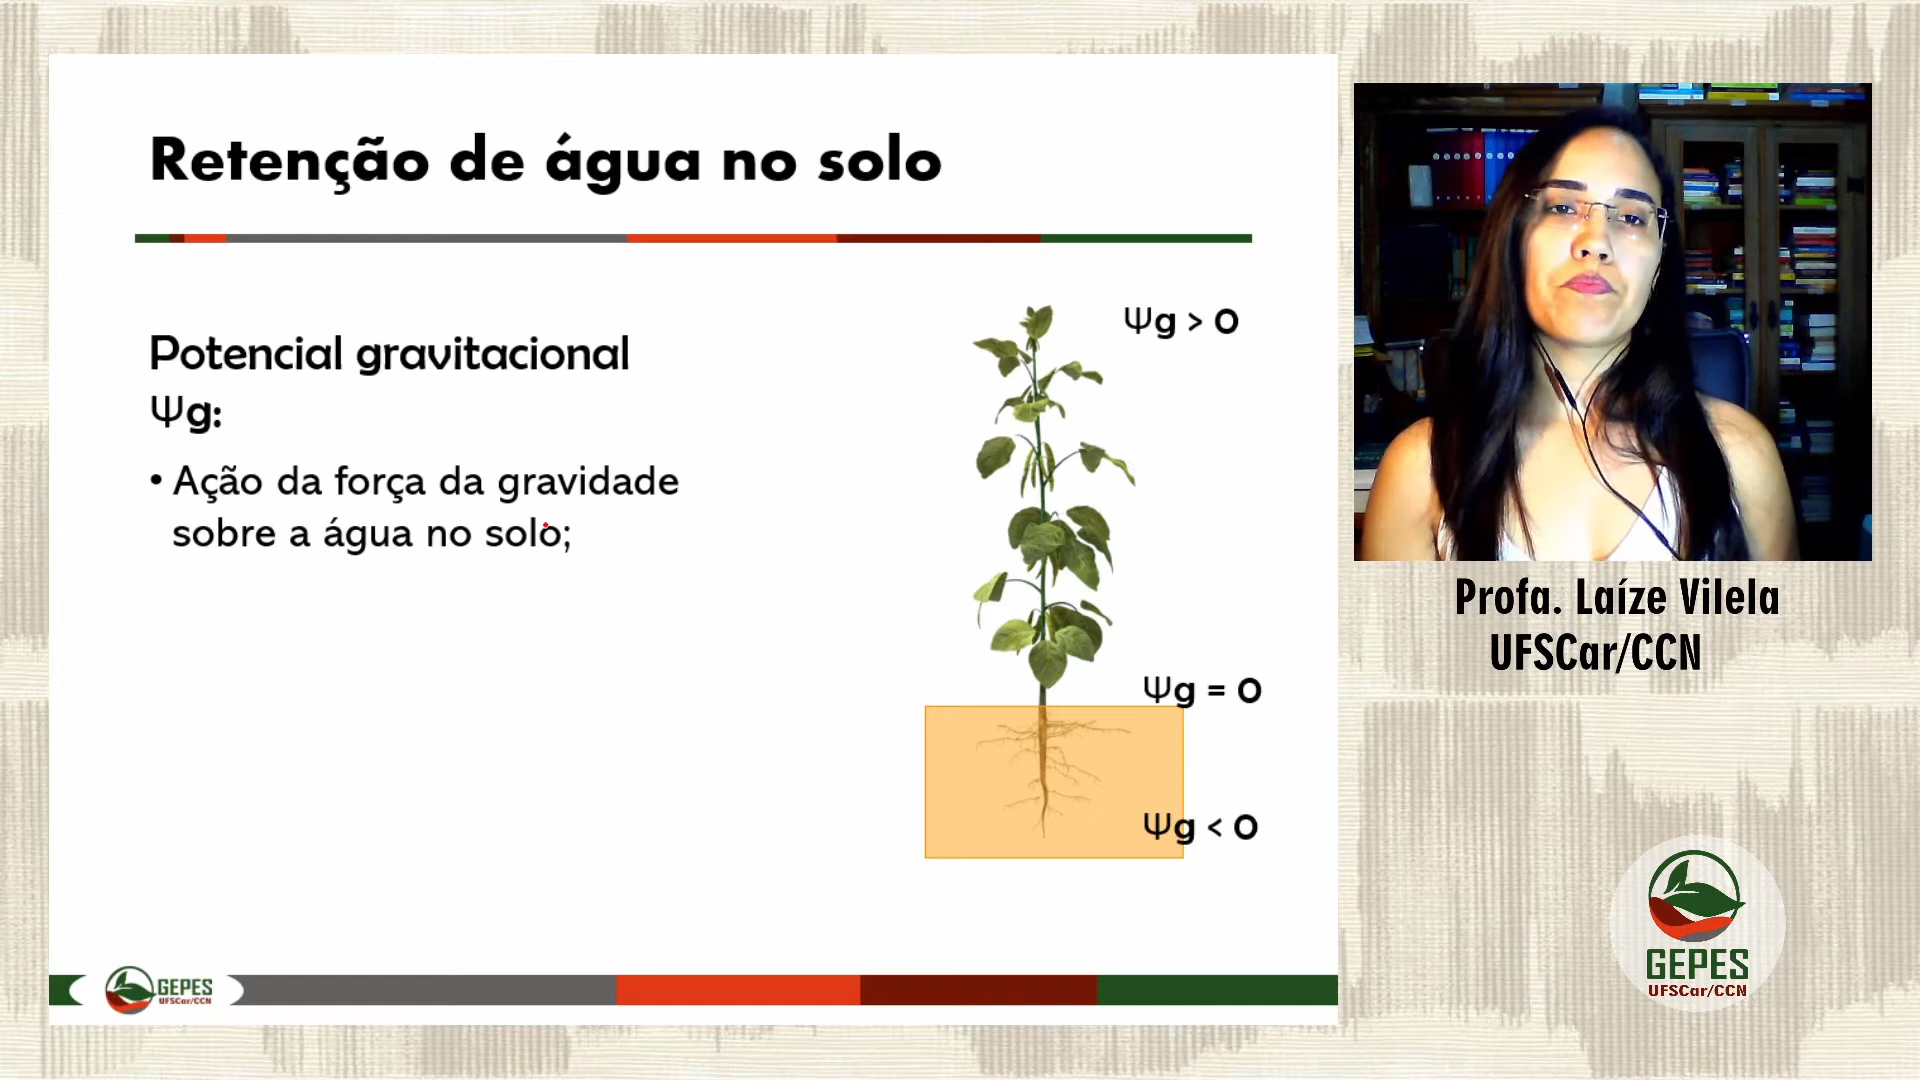 Retenção de água no solo
Potencial gravitacional
Ψg:
• Ação da força da gravidade
sobre a água no solo;
Ψg > 0
Ψg = 0
Ψg < 0
GEPES
UFSCar/CCN
Profa. Laíze Vilela
UFSCar/CCN
GEPES
UFSCar/CCN